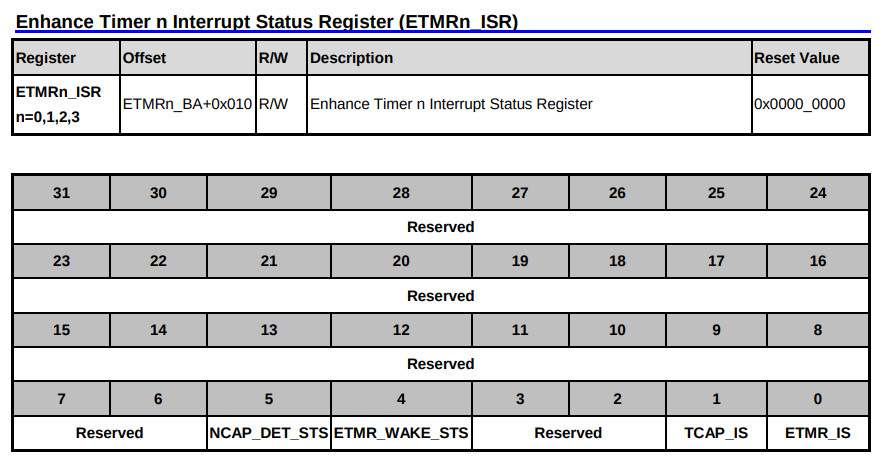 Enhance Timer n Interrupt Status Register (ETMRn_ISR)
Register Offset R/W Description Reset Value
ETMRn_ISR
n=0,1,2,3
ETMRn_BA+0x010 R/W Enhance Timer n Interrupt Status Register 0x0000_0000
31 30 29 28 27 26 25 24
Reserved
23 22 21 20 19 18 17 16
Reserved
15 14 13 12 11 10 9 8
Reserved
7 6 5 4 3 2 1 0
Reserved NCAP_DET_STS ETMR_WAKE_STS Reserved TCAP_IS ETMR_IS